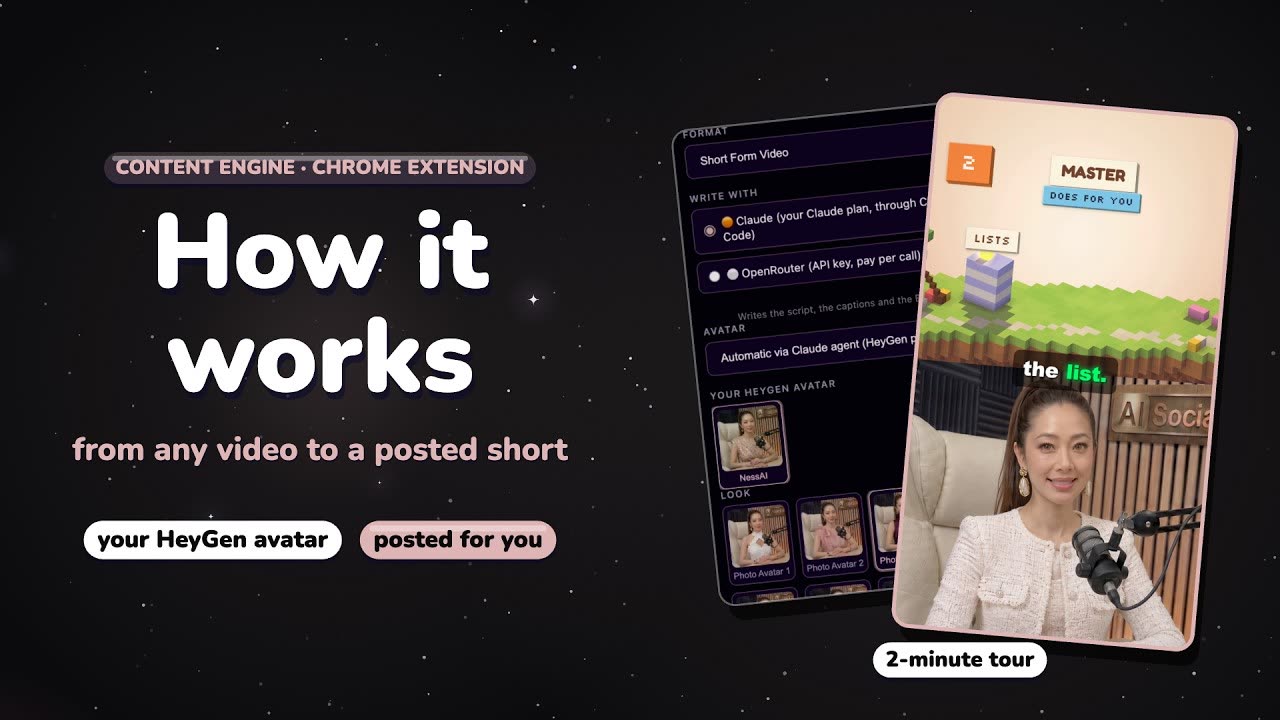 CONTENT ENGINE · CHROME EXTENSION
How it
works
from any video to a posted short
your HeyGen avatar
posted for you
FORMAT
Short Form Video
WRITE WITH
Claude (your Claude plan, through C
Code)
OpenRouter (API key, pay per call)
Writes the script, the captions and the
AVATAR
Automatic via Claude agent (HeyGen
YOUR HEYGEN AVATAR
NessAI
LOOK
Photo Avatar 1
Photo Avatar 2
2
MASTER
DOES FOR YOU
LISTS
the list.
AI Socia
2-minute tour